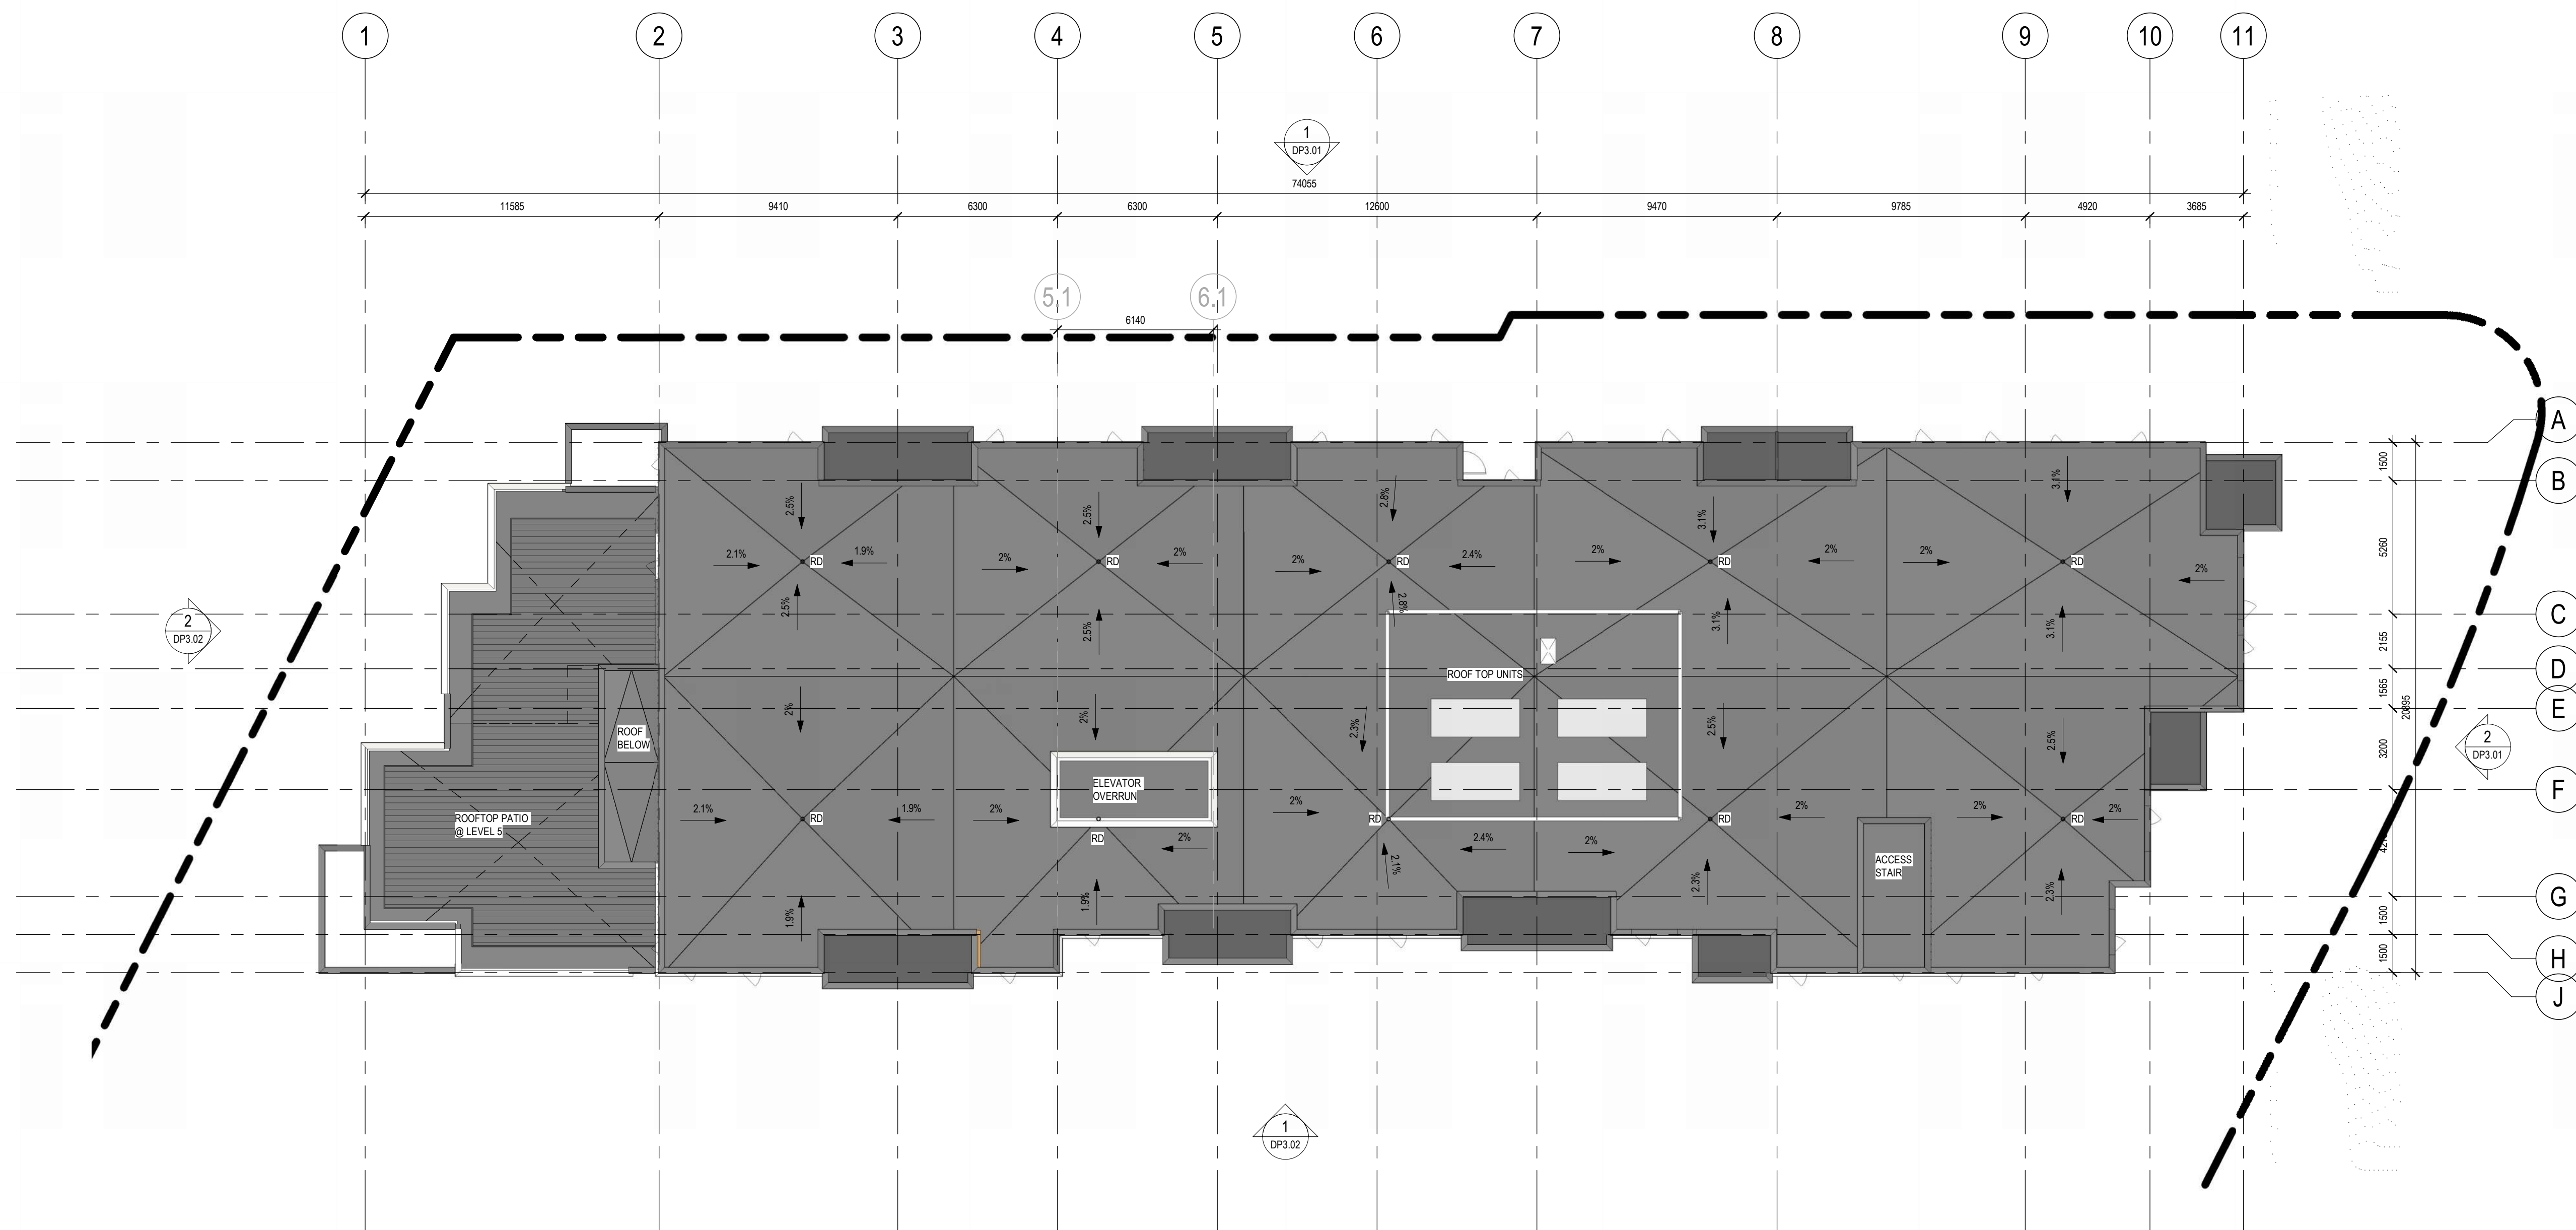 1 2 3 4 5 6 7 8 9 10 11
1
DP3.01
74055
11585 9410 6300 6300 12600 9470 9785 4920 3685
5.1 6.1
6140
A
1500
B
2.5% 2.5% 2.8% 3.1% 3.1%
5260
2.1% RD 1.9% 2% RD 2% 2% RD 2.4% 2% RD 2% 2% RD 2%
2.5% 2.5% 2.8% 3.1% 3.1%
C
2
DP3.02
2155
D
ROOF TOP UNITS
1565
E
20895
2% 2% 2.3% 2.5% 2.5%
ROOF
BELOW
3200
2
DP3.01
ELEVATOR
OVERRUN
F
ROOFTOP PATIO
@ LEVEL 5
2.1% RD 1.9% 2% RD 2% 2% RD 2.4% 2% RD 2% 2% RD 2%
ACCESS
STAIR
1.9% 1.9% 2.1% 2.3% 2.3%
G
1500
H
1500
J
1
DP3.02